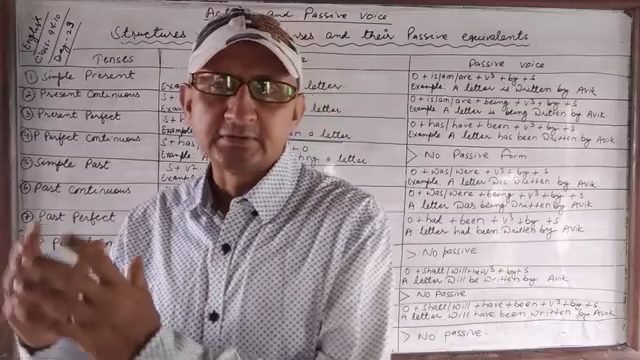 English
Class-9&10
Day-23
Active and Passive voice
Structures and their Passive equivalents
Tenses
Passive voice
① Simple Present
letter.
O + is/am/are + v³ + by + S
Example: A letter is written by Avik
② Present Continuous
S +
letter
O + is/am/are + being + v³ + by + S
Example: A letter is being written by Avik
③ Present Perfect
O + has/have + been + v³ + by + S
Example A letter has been written by Avik
④ P Perfect Continuous
S + has
Example
a letter
> No Passive form
⑤ Simple Past
S + v²
O + was/were + v³ + by + S
Example. A letter was written by Avik
⑥ Past Continuous
O + was/were + being + v³ + by + S
A letter was being written by Avik
⑦ Past Perfect
O + had + been + v³ + by + S
A letter had been written by Avik
> No passive
O + shall/will + be + v³ + by + S
A letter will be written by Avik
> No passive
O + shall/will + have + been + v³ + by + S
A letter will have been written by Avik
> No passive.